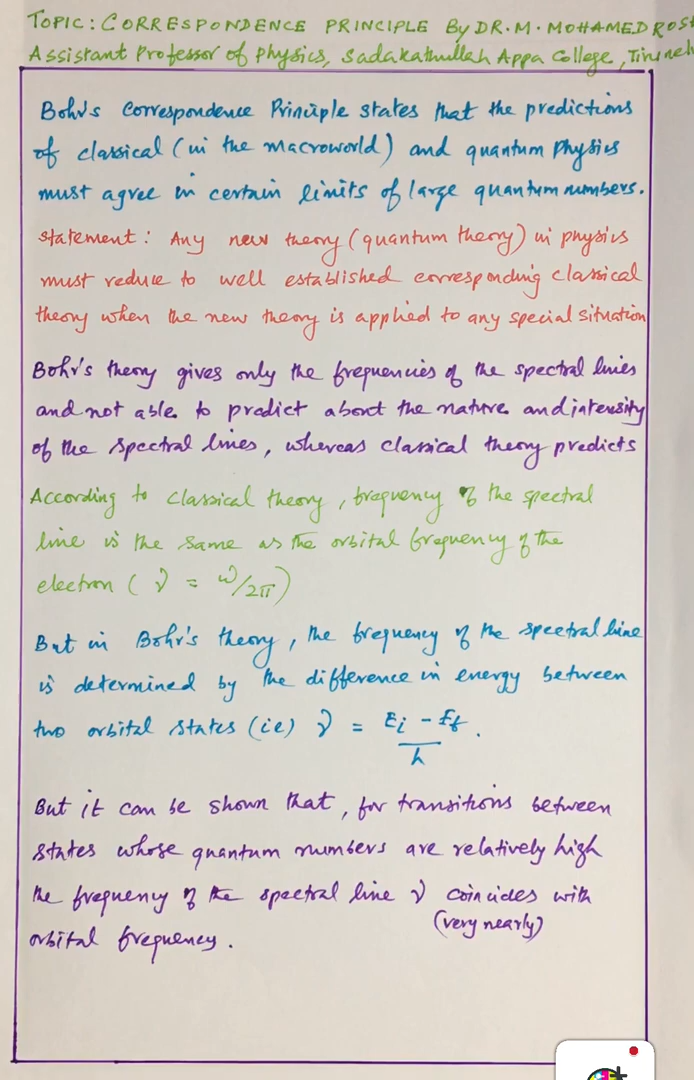 TOPIC: CORRESPONDENCE PRINCIPLE By DR. M. MOHAMED ROS
Assistant Professor of Physics, Sadakathullah Appa College, Tirunel
Bohr's Correspondence Principle states that the predictions
of classical (in the macroworld) and quantum physics
must agree in certain limits of large quantum numbers.
Statement: Any new theory (quantum theory) in physics
must reduce to well established corresponding classical
theory when the new theory is applied to any special situation
Bohr's theory gives only the frequencies of the spectral lines
and not able to predict about the nature and intensity
of the spectral lines, whereas classical theory predicts
According to classical theory, frequency of the spectral
line is the same as the orbital frequency of the
electron (ν = ω/2π)
But in Bohr's theory, the frequency of the spectral line
is determined by the difference in energy between
two orbital states (ie) ν = Ei - Ef / h .
But it can be shown that, for transitions between
states whose quantum numbers are relatively high
the frequency of the spectral line ν coincides with
(very nearly)
orbital frequency.